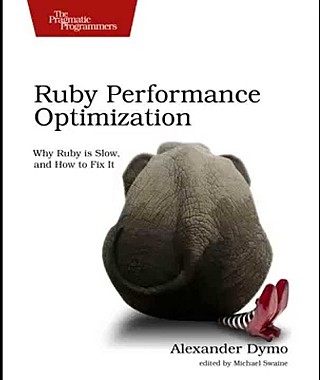 The
Pragmatic
Programmers
Ruby Performance
Optimization
Why Ruby is Slow,
and How to Fix It
Alexander Dymo
edited by Michael Swaine